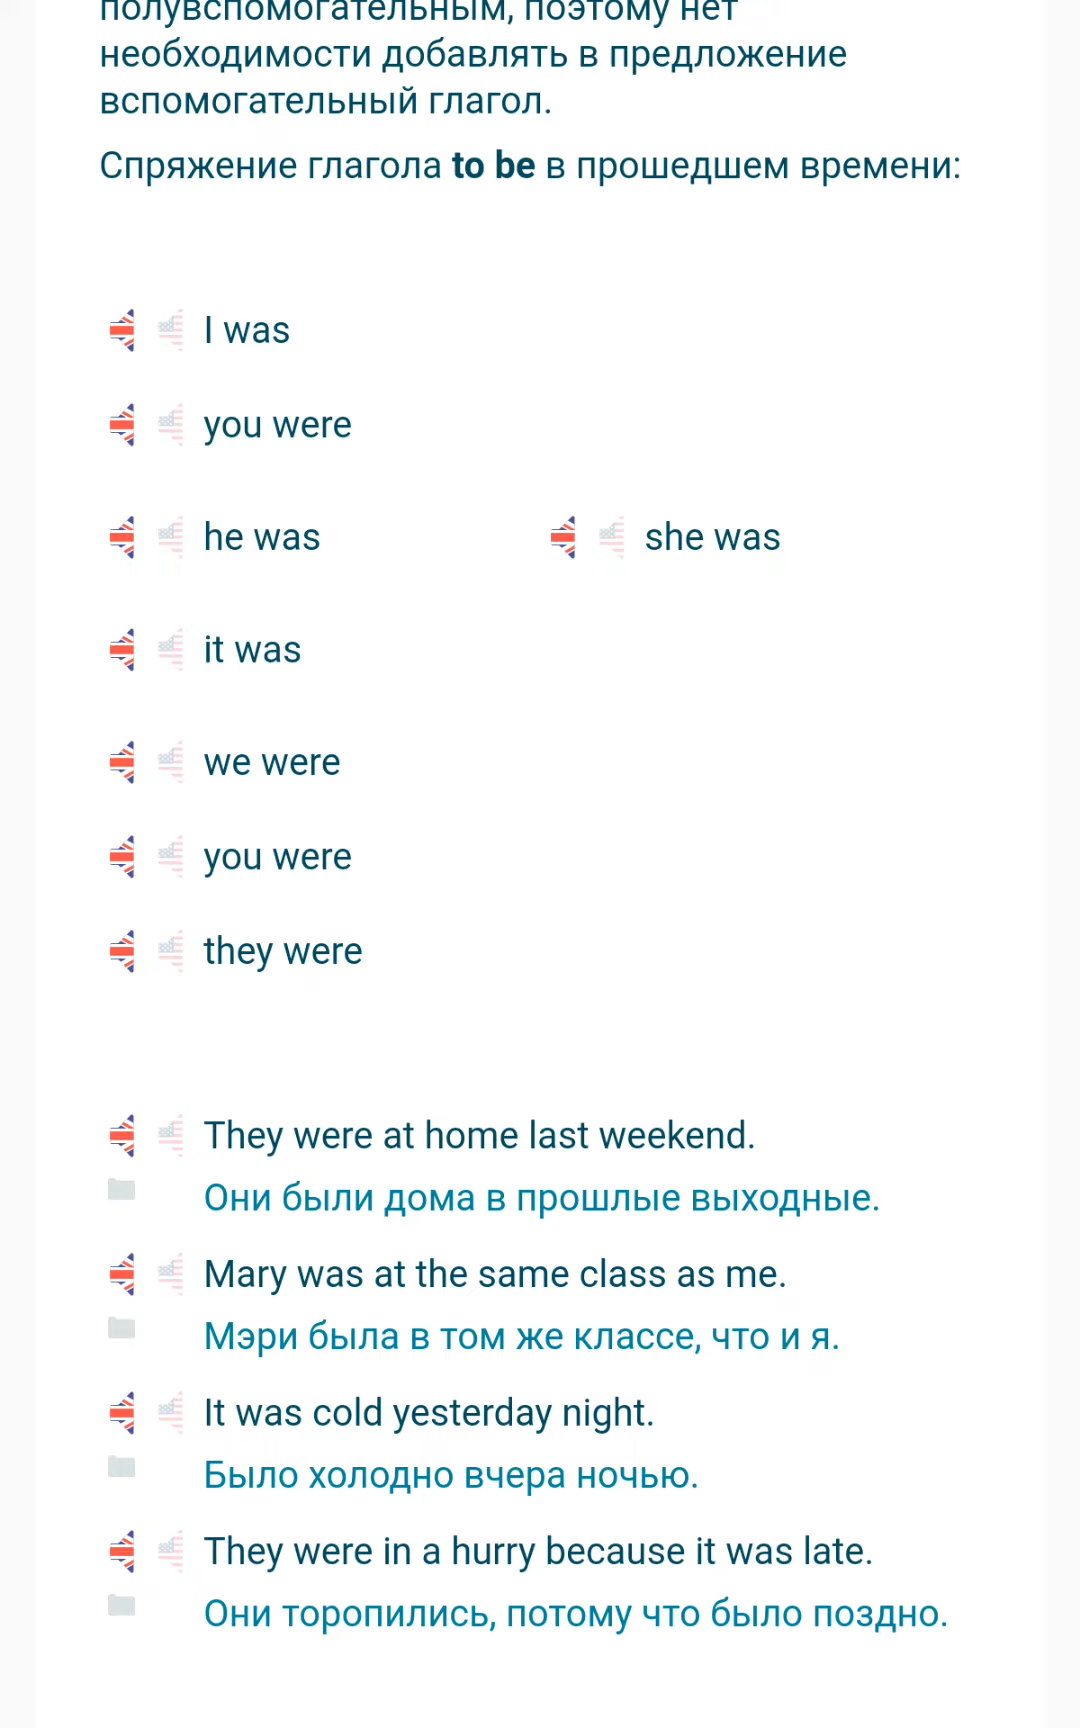 полувспомогательным, поэтому нет
необходимости добавлять в предложение
вспомогательный глагол.
Спряжение глагола to be в прошедшем времени:
I was
you were
he was
she was
it was
we were
you were
they were
They were at home last weekend.
Они были дома в прошлые выходные.
Mary was at the same class as me.
Мэри была в том же классе, что и я.
It was cold yesterday night.
Было холодно вчера ночью.
They were in a hurry because it was late.
Они торопились, потому что было поздно.